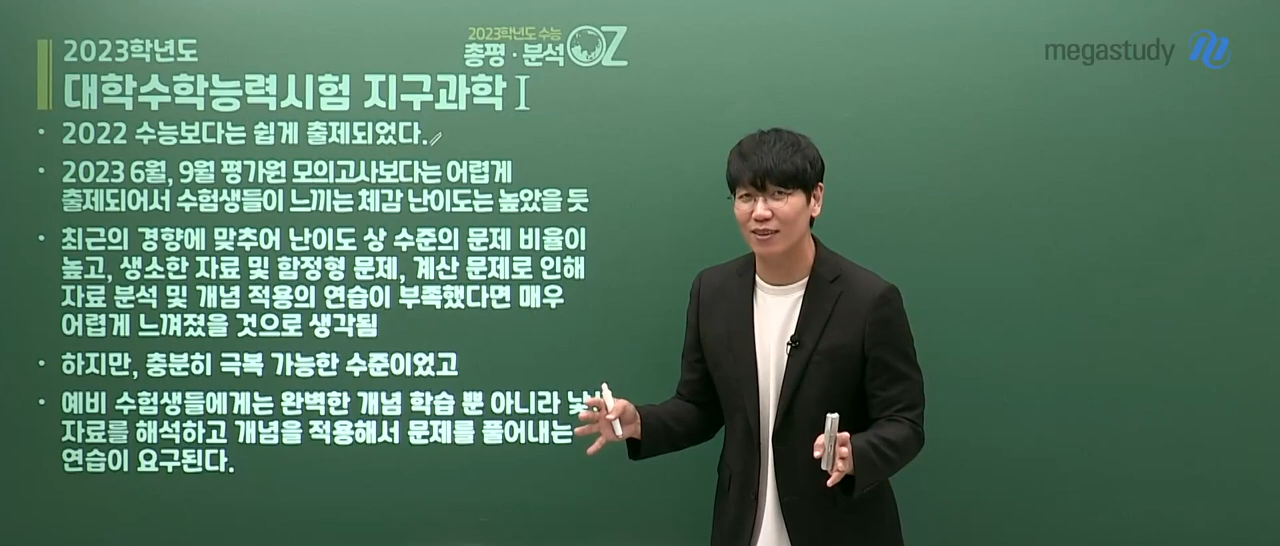 2023학년도
대학수학능력시험 지구과학 I
2023학년도 수능
총평 · 분석 OZ
megastudy
• 2022 수능보다는 쉽게 출제되었다.
• 2023 6월, 9월 평가원 모의고사보다는 어렵게
출제되어서 수험생들이 느끼는 체감 난이도는 높았을 듯
• 최근의 경향에 맞추어 난이도 상 수준의 문제 비율이
높고, 생소한 자료 및 함정형 문제, 계산 문제로 인해
자료 분석 및 개념 적용의 연습이 부족했다면 매우
어렵게 느껴졌을 것으로 생각됨
• 하지만, 충분히 극복 가능한 수준이었고
• 예비 수험생들에게는 완벽한 개념 학습 뿐 아니라
자료를 해석하고 개념을 적용해서 문제를 풀어내는
연습이 요구된다.